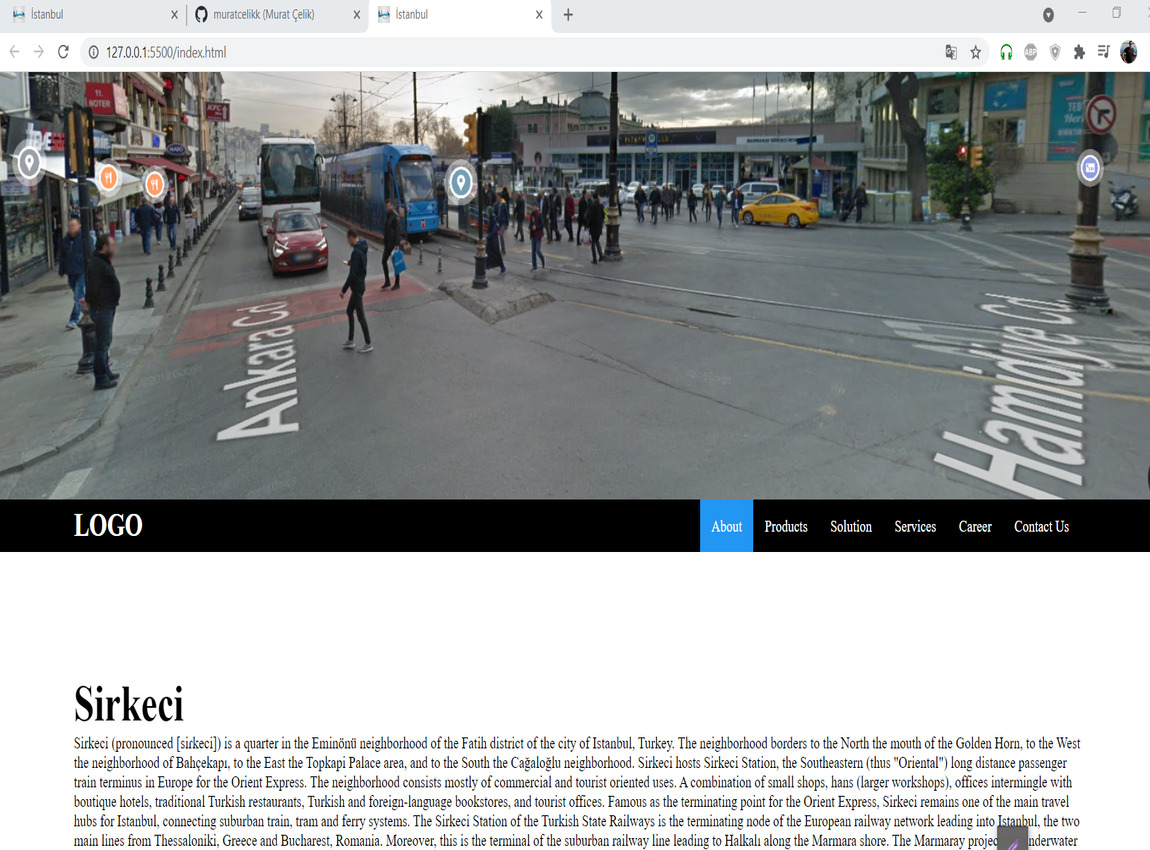 İstanbul
muratcelikk (Murat Çelik)
İstanbul
127.0.0.1:5500/index.html
ABP
11.
NOTER
KFC
MADO
Ankara Cd.
Hamidiye Cd.
LOGO
About
Products
Solution
Services
Career
Contact Us
Sirkeci
Sirkeci (pronounced [siɾkeci]) is a quarter in the Eminönü neighborhood of the Fatih district of the city of Istanbul, Turkey. The neighborhood borders to the North the mouth of the Golden Horn, to the West
the neighborhood of Bahçekapı, to the East the Topkapi Palace area, and to the South the Cağaloğlu neighborhood. Sirkeci hosts Sirkeci Station, the Southeastern (thus "Oriental") long distance passenger
train terminus in Europe for the Orient Express. The neighborhood consists mostly of commercial and tourist oriented uses. A combination of small shops, hans (larger workshops), offices intermingle with
boutique hotels, traditional Turkish restaurants, Turkish and foreign-language bookstores, and tourist offices. Famous as the terminating point for the Orient Express, Sirkeci remains one of the main travel
hubs for Istanbul, connecting suburban train, tram and ferry systems. The Sirkeci Station of the Turkish State Railways is the terminating node of the European railway network leading into Istanbul, the two
main lines from Thessaloniki, Greece and Bucharest, Romania. Moreover, this is the terminal of the suburban railway line leading to Halkalı along the Marmara shore. The Marmaray projec nderwater